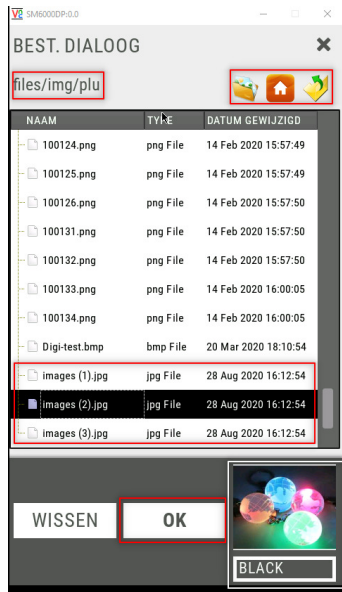 V2 SM6000DP:0.0
BEST. DIALOOG
files/img/plu
NAAM TYPE DATUM GEWIJZIGD
100124.png png File 14 Feb 2020 15:57:49
100125.png png File 14 Feb 2020 15:57:49
100126.png png File 14 Feb 2020 15:57:50
100131.png png File 14 Feb 2020 15:57:50
100132.png png File 14 Feb 2020 15:57:50
100133.png png File 14 Feb 2020 16:00:05
100134.png png File 14 Feb 2020 16:00:05
Digi-test.bmp bmp File 20 Mar 2020 18:10:54
images (1).jpg jpg File 28 Aug 2020 16:12:54
images (2).jpg jpg File 28 Aug 2020 16:12:54
images (3).jpg jpg File 28 Aug 2020 16:12:54
WISSEN OK
BLACK